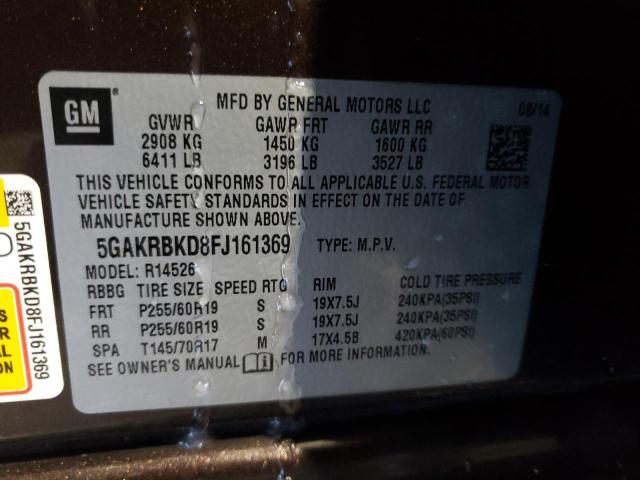 GM
MFD BY GENERAL MOTORS LLC 08/14
GVWR GAWR FRT GAWR RR
2908 KG 1450 KG 1600 KG
6411 LB 3196 LB 3527 LB
THIS VEHICLE CONFORMS TO ALL APPLICABLE U.S. FEDERAL MOTOR
VEHICLE SAFETY STANDARDS IN EFFECT ON THE DATE OF
MANUFACTURE SHOWN ABOVE.
5GAKRBKD8FJ161369 TYPE: M.P.V.
MODEL: R14526
RBBG TIRE SIZE SPEED RTG RIM COLD TIRE PRESSURE
FRT P255/60R19 S 19X7.5J 240KPA(35PSI)
RR P255/60R19 S 19X7.5J 240KPA(35PSI)
SPA T145/70R17 M 17X4.5B 420KPA(60PSI)
SEE OWNER'S MANUAL FOR MORE INFORMATION.
5GAKRBKD8FJ161369